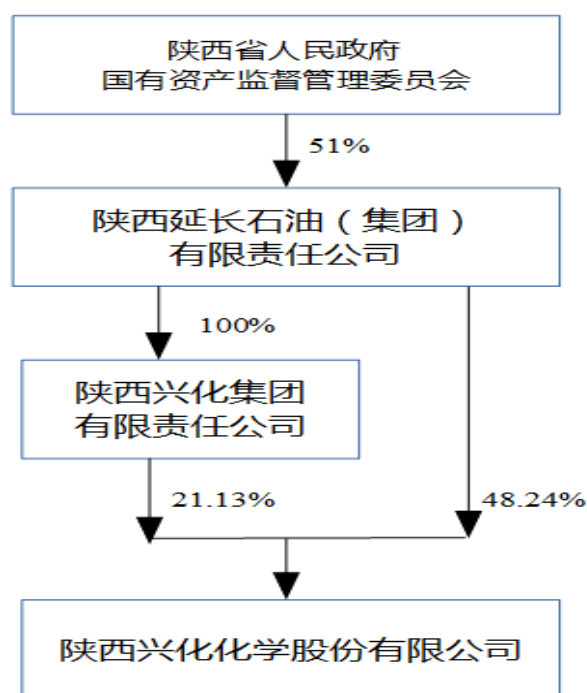 陕西省人民政府
国有资产监督管理委员会
51%
陕西延长石油（集团）
有限责任公司
100%
陕西兴化集团
有限责任公司
21.13%
48.24%
陕西兴化化学股份有限公司